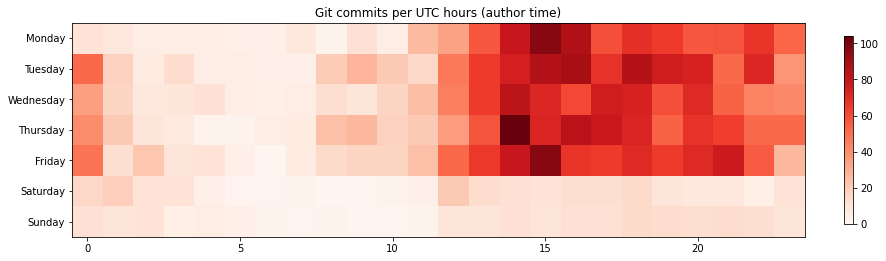 Git commits per UTC hours (author time)
Monday
Tuesday
Wednesday
Thursday
Friday
Saturday
Sunday
0 5 10 15 20
100
80
60
40
20
0